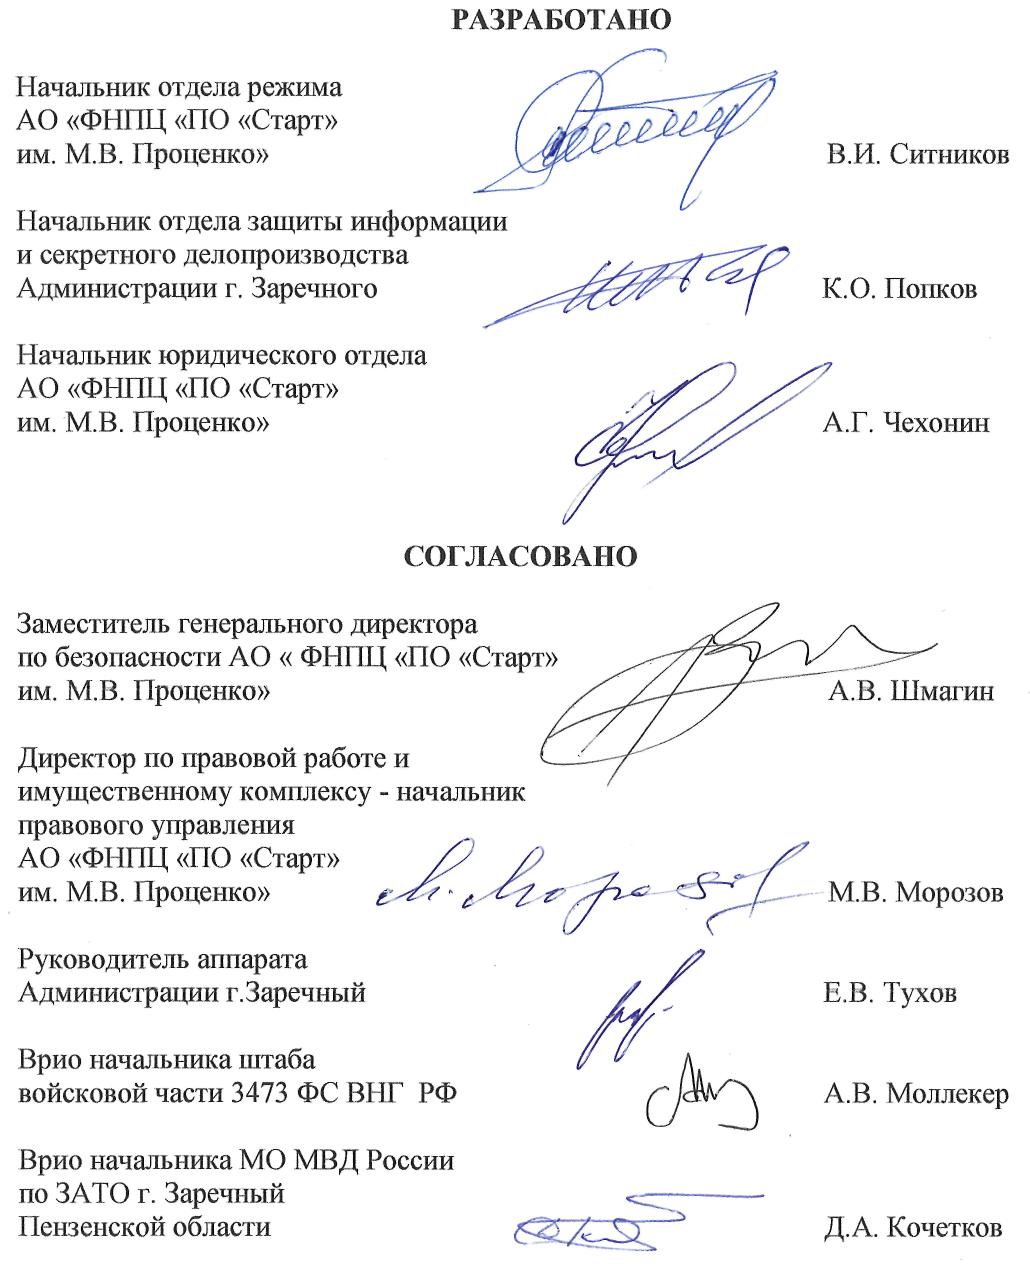 РАЗРАБОТАНО
Начальник отдела режима
АО «ФНПЦ «ПО «Старт»
им. М.В. Проценко»
В.И. Ситников
Начальник отдела защиты информации
и секретного делопроизводства
Администрации г. Заречного
К.О. Попков
Начальник юридического отдела
АО «ФНПЦ «ПО «Старт»
им. М.В. Проценко»
А.Г. Чехонин
СОГЛАСОВАНО
Заместитель генерального директора
по безопасности АО « ФНПЦ «ПО «Старт»
им. М.В. Проценко»
А.В. Шмагин
Директор по правовой работе и
имущественному комплексу - начальник
правового управления
АО «ФНПЦ «ПО «Старт»
им. М.В. Проценко»
М.В. Морозов
Руководитель аппарата
Администрации г.Заречный
Е.В. Тухов
Врио начальника штаба
войсковой части 3473 ФС ВНГ РФ
А.В. Моллекер
Врио начальника МО МВД России
по ЗАТО г. Заречный
Пензенской области
Д.А. Кочетков